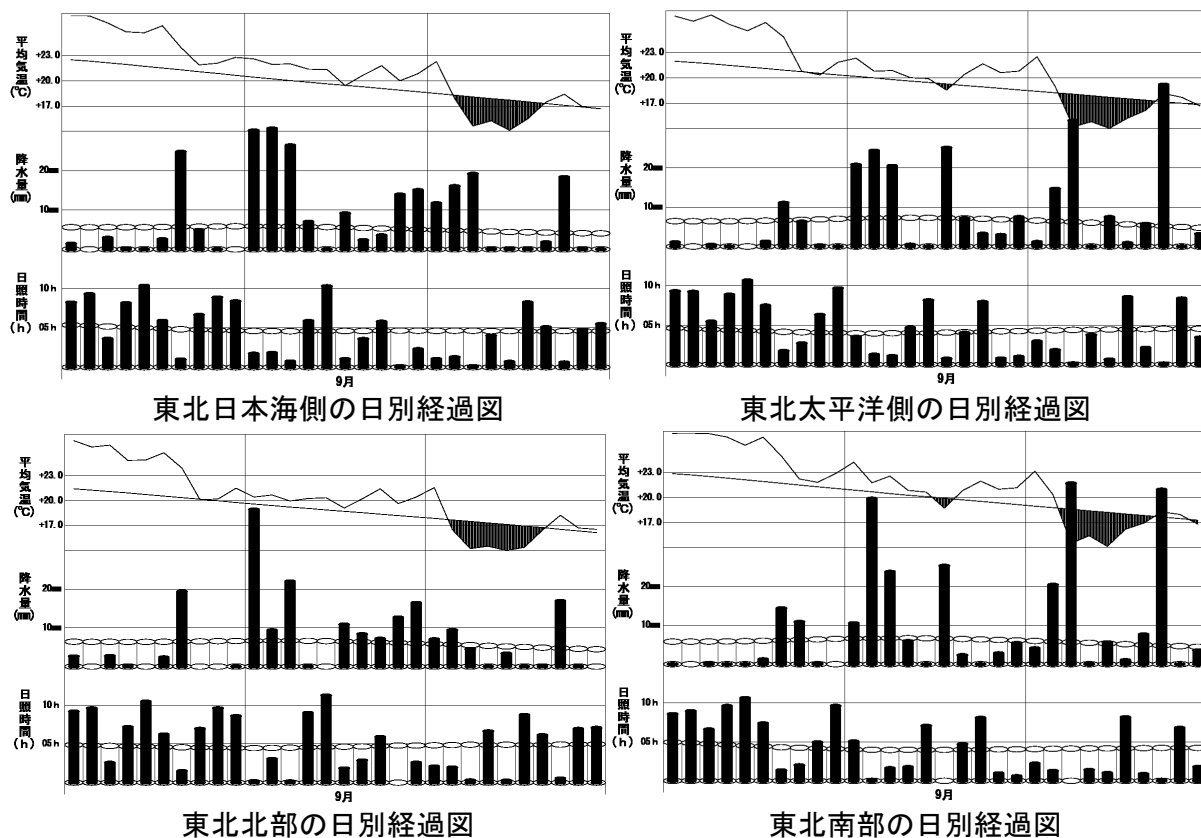 平均気温(℃)
+23.0
+20.0
+17.0
降水量(㎜)
20㎜
10㎜
日照時間(h)
10h
05h
9月
東北日本海側の日別経過図
平均気温(℃)
+23.0
+20.0
+17.0
降水量(㎜)
20㎜
10㎜
日照時間(h)
10h
05h
9月
東北太平洋側の日別経過図
平均気温(℃)
+23.0
+20.0
+17.0
降水量(㎜)
20㎜
10㎜
日照時間(h)
10h
05h
9月
東北北部の日別経過図
平均気温(℃)
+23.0
+20.0
+17.0
降水量(㎜)
20㎜
10㎜
日照時間(h)
10h
05h
9月
東北南部の日別経過図